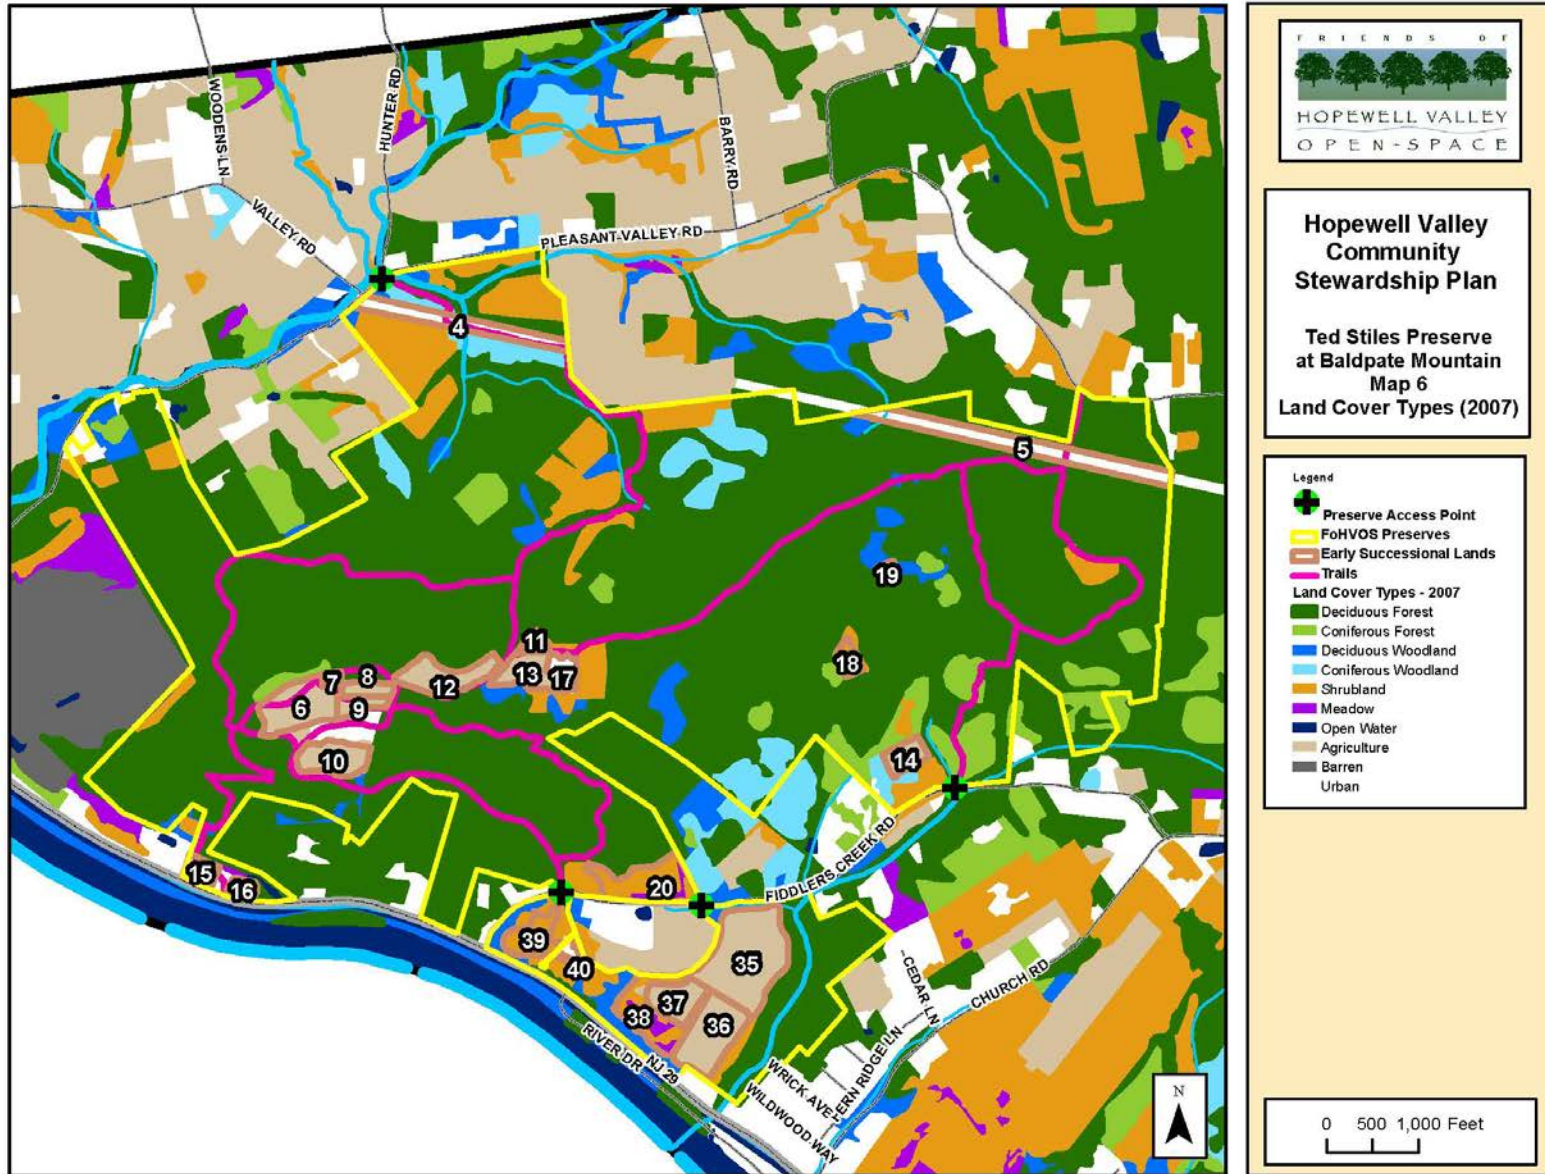 WOODENS LN
HUNTER RD
BARRY RD
VALLEY RD
PLEASANT VALLEY RD
4
5
19
11
18
8
7
13
17
12
6
9
10
14
FIDDLERS CREEK RD
15
16
20
39
35
40
37
38
36
CEDAR LN
CHURCH RD
RIVER DR
NJ 29
FERN RIDGE LN
WRICK AVE
WILDWOOD WAY
N
FRIENDS OF
HOPEWELL VALLEY
OPEN-SPACE
Hopewell Valley
Community
Stewardship Plan
Ted Stiles Preserve
at Baldpate Mountain
Map 6
Land Cover Types (2007)
Legend
Preserve Access Point
FoHVOS Preserves
Early Successional Lands
Trails
Land Cover Types - 2007
Deciduous Forest
Coniferous Forest
Deciduous Woodland
Coniferous Woodland
Shrubland
Meadow
Open Water
Agriculture
Barren
Urban
0 500 1,000 Feet